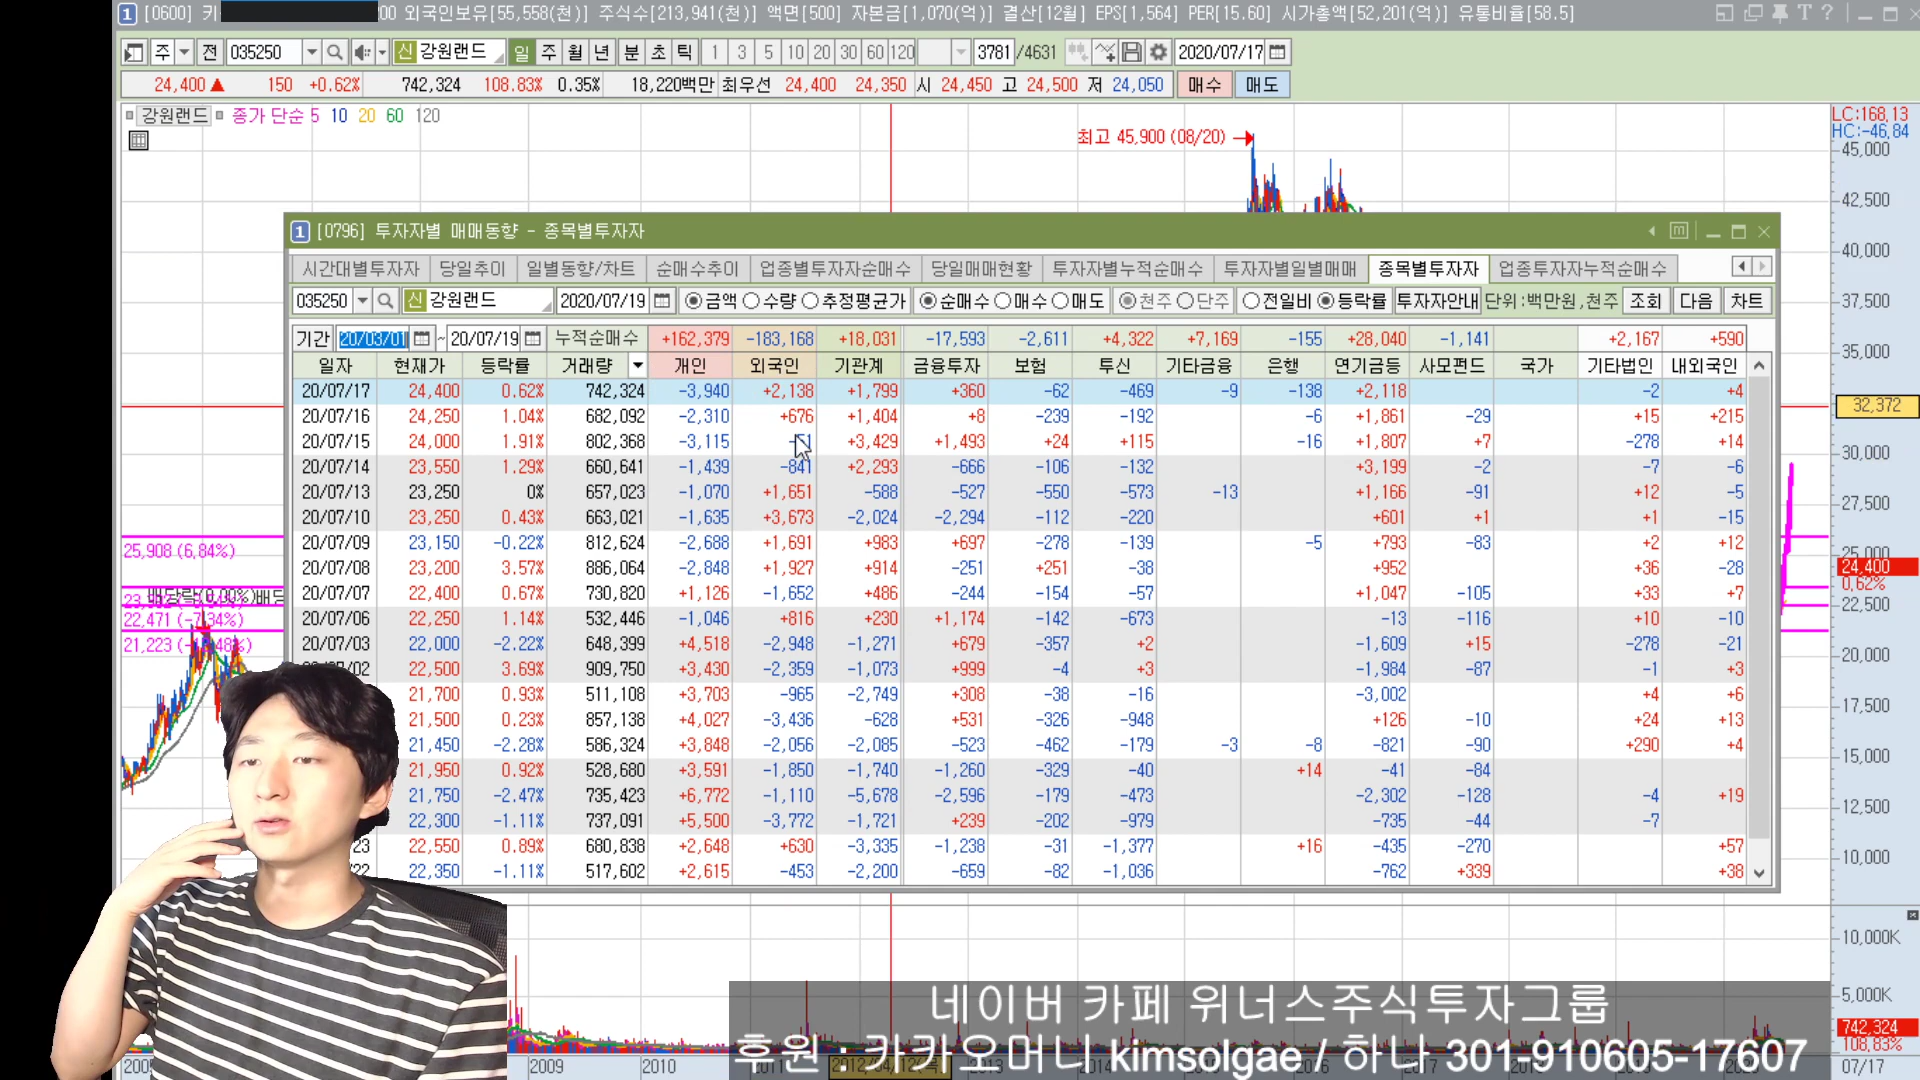 1 [0600] 키 00 외국인보유[55,558(천)] 주식수[213,941(천)] 액면[500] 자본금[1,070(억)] 결산[12월] EPS[1,564] PER[15.60] 시가총액[52,201(억)] 유통비율[58.5]
주 전 035250 신 강원랜드 일 주 월 년 분 초 틱 1 3 5 10 20 30 60 120 3781 /4631 2020/07/17
24,400 ▲ 150 +0.62% 742,324 108.83% 0.35% 18,220백만 최우선 24,400 24,350 시 24,450 고 24,500 저 24,050 매수 매도
강원랜드 종가 단순 5 10 20 60 120
최고 45,900 (08/20)
LC:168,13
HC:-46,84
45,000
42,500
40,000
37,500
35,000
32,372
30,000
27,500
25,000
24,400
0,62%
22,500
20,000
17,500
15,000
12,500
10,000
25,908 (6,84%)
22,471 (-7,34%)
1 [0796] 투자자별 매매동향 - 종목별투자자
시간대별투자자 당일추이 일별동향/차트 순매수추이 업종별투자자순매수 당일매매현황 투자자별누적순매수 투자자별일별매매 종목별투자자 업종투자자누적순매수
035250 신 강원랜드 2020/07/19 금액 수량 추정평균가 순매수 매수 매도 천주 단주 전일비 등락률 투자자안내 단위:백만원,천주 조회 다음 차트
기간 20/03/01 ~ 20/07/19 누적순매수 +162,379 -183,168 +18,031 -17,593 -2,611 +4,322 +7,169 -155 +28,040 -1,141 +2,167 +590
일자 현재가 등락률 거래량 개인 외국인 기관계 금융투자 보험 투신 기타금융 은행 연기금등 사모펀드 국가 기타법인 내외국인
20/07/17 24,400 0.62% 742,324 -3,940 +2,138 +1,799 +360 -62 -469 -9 -138 +2,118 -2 +4
20/07/16 24,250 1.04% 682,092 -2,310 +676 +1,404 +8 -239 -192 -6 +1,861 -29 +15 +215
20/07/15 24,000 1.91% 802,368 -3,115 +3,429 +1,493 +24 +115 -16 +1,807 +7 -278 +14
20/07/14 23,550 1.29% 660,641 -1,439 -841 +2,293 -666 -106 -132 +3,199 -2 -7 -6
20/07/13 23,250 0% 657,023 -1,070 +1,651 -588 -527 -550 -573 -13 +1,166 -91 +12 -5
20/07/10 23,250 0.43% 663,021 -1,635 +3,673 -2,024 -2,294 -112 -220 +601 +1 +1 -15
20/07/09 23,150 -0.22% 812,624 -2,688 +1,691 +983 +697 -278 -139 -5 +793 -83 +2 +12
20/07/08 23,200 3.57% 886,064 -2,848 +1,927 +914 -251 +251 -38 +952 +36 -28
20/07/07 22,400 0.67% 730,820 +1,126 -1,652 +486 -244 -154 -57 +1,047 -105 +33 +7
20/07/06 22,250 1.14% 532,446 -1,046 +816 +230 +1,174 -142 -673 -13 -116 +10 -10
20/07/03 22,000 -2.22% 648,399 +4,518 -2,948 -1,271 +679 -357 +2 -1,609 +15 -278 -21
22,500 3.69% 909,750 +3,430 -2,359 -1,073 +999 -4 +3 -1,984 -87 -1 +3
21,700 0.93% 511,108 +3,703 -965 -2,749 +308 -38 -16 -3,002 +4 +6
21,500 0.23% 857,138 +4,027 -3,436 -628 +531 -326 -948 +126 -10 +24 +13
21,450 -2.28% 586,324 +3,848 -2,056 -2,085 -523 -462 -179 -3 -8 -821 -90 +290 +4
21,950 0.92% 528,680 +3,591 -1,850 -1,740 -1,260 -329 -40 +14 -41 -84
21,750 -2.47% 735,423 +6,772 -1,110 -5,678 -2,596 -179 -473 -2,302 -128 -4 +19
22,300 -1.11% 737,091 +5,500 -3,772 -1,721 +239 -202 -979 -735 -44 -7
23 22,550 0.89% 680,838 +2,648 +630 -3,335 -1,238 -31 -1,377 +16 -435 -270 +57
22 22,350 -1.11% 517,602 +2,615 -453 -2,200 -659 -82 -1,036 -762 +339 +38
10,000K
5,000K
742,324
108,83%
네이버 카페 위너스주식투자그룹
후원 : 카카오머니 kimsolgae / 하나 301-910605-17607
2009 2010 07/17